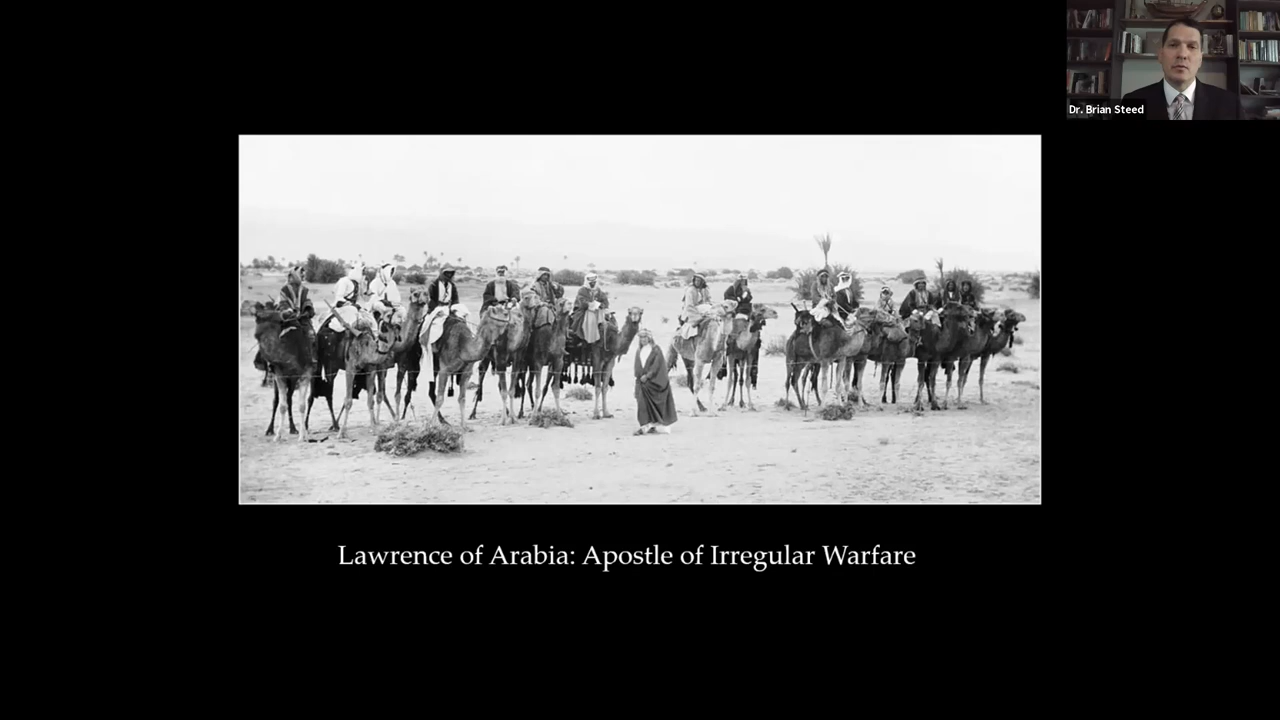 Dr. Brian Steed
Lawrence of Arabia: Apostle of Irregular Warfare